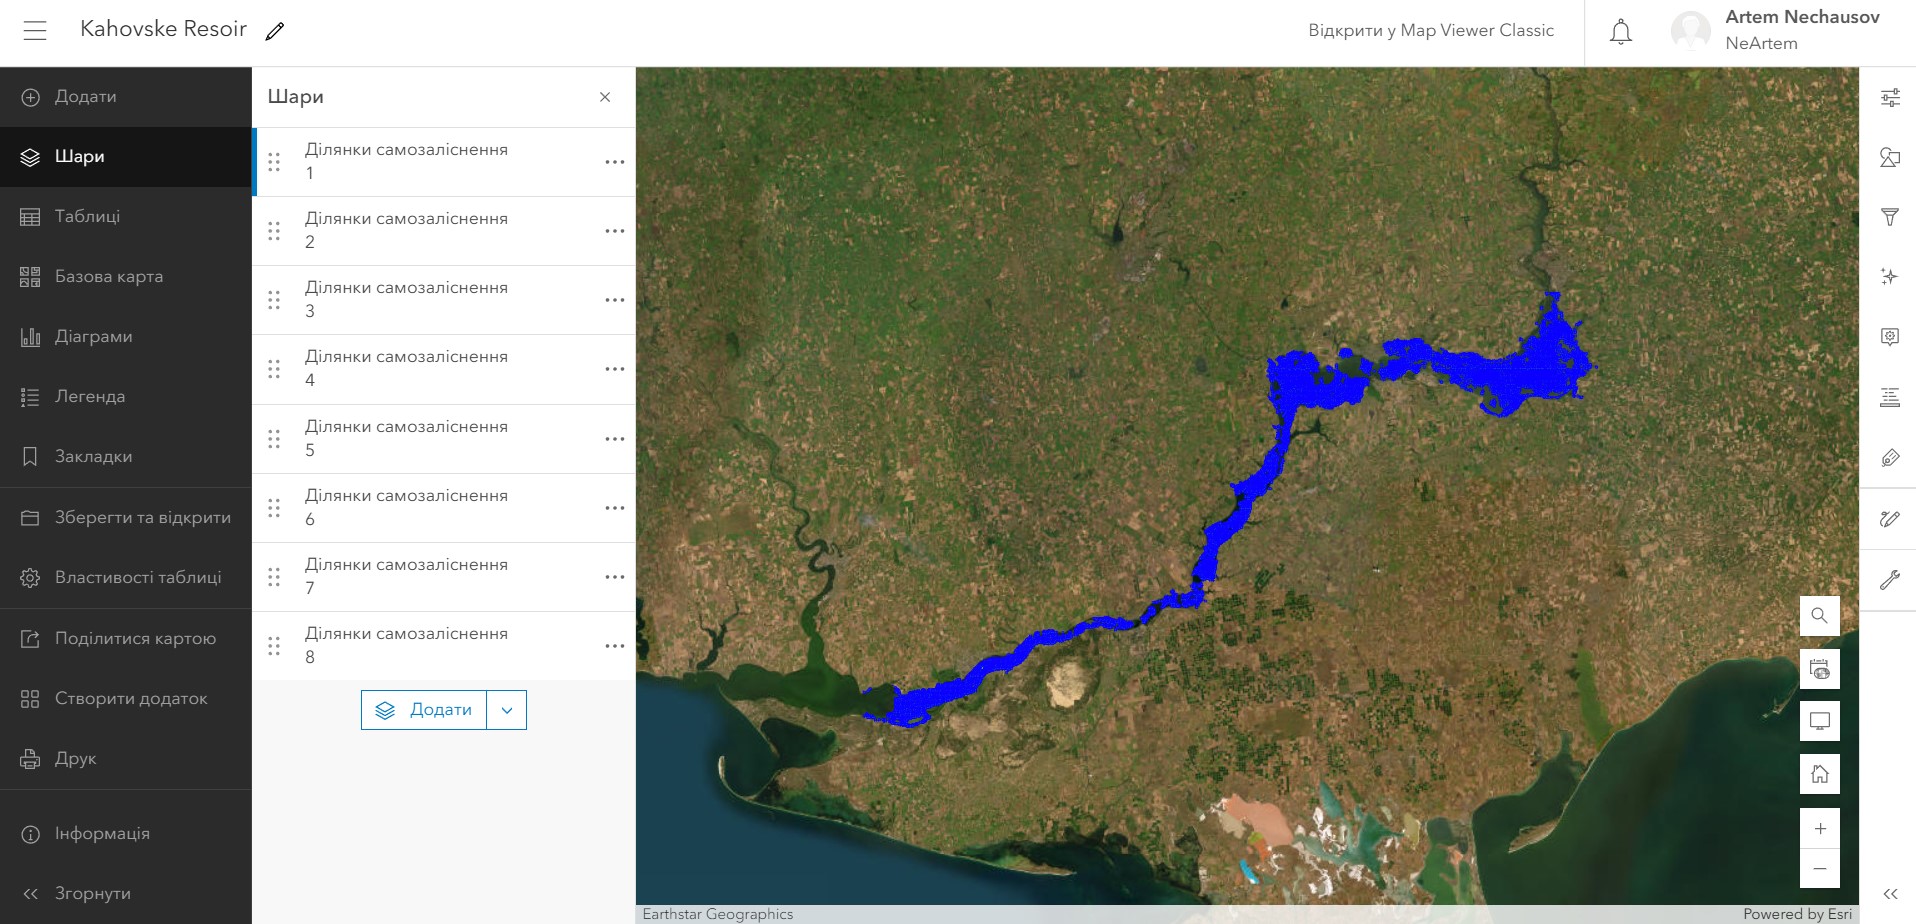 Kahovske Resoir
Відкрити у Map Viewer Classic
Artem Nechausov
NeArtem
Додати
Шари
Таблиці
Базова карта
Діаграми
Легенда
Закладки
Зберегти та відкрити
Властивості таблиці
Поділитися картою
Створити додаток
Друк
Інформація
Згорнути
Шари
Ділянки самозаліснення
1
Ділянки самозаліснення
2
Ділянки самозаліснення
3
Ділянки самозаліснення
4
Ділянки самозаліснення
5
Ділянки самозаліснення
6
Ділянки самозаліснення
7
Ділянки самозаліснення
8
Додати
Earthstar Geographics
Powered by Esri